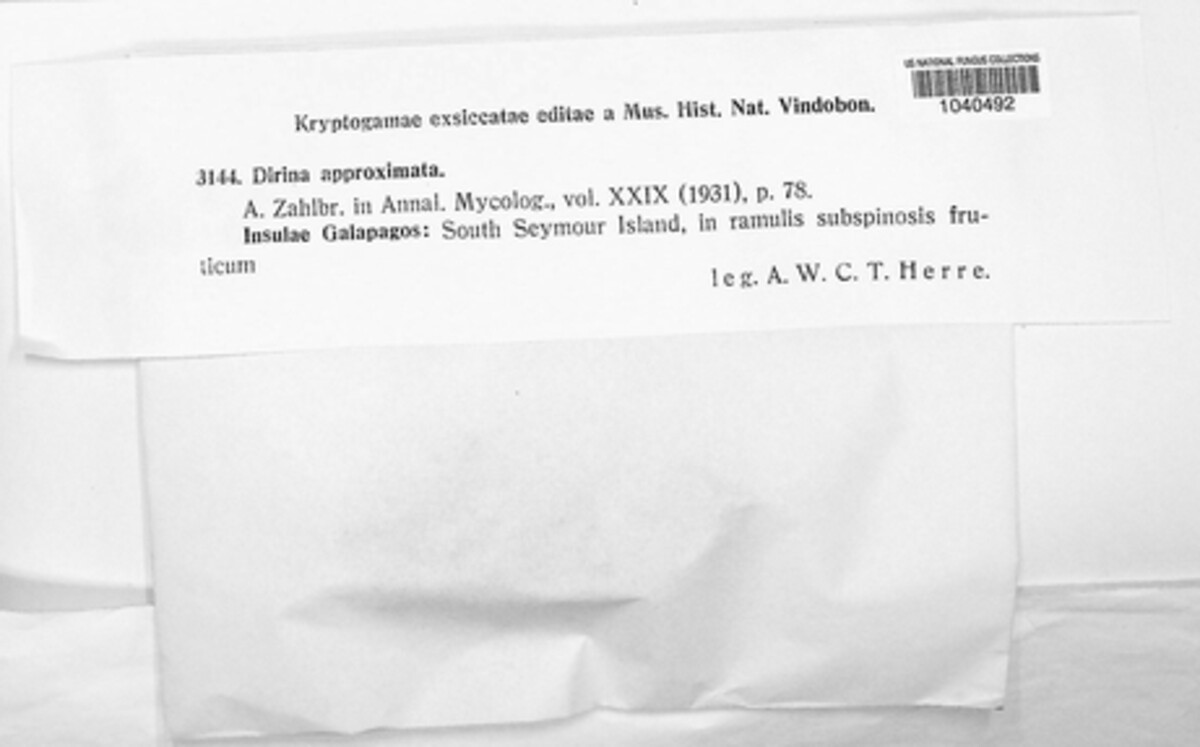 US NATIONAL FUNGUS COLLECTIONS
1040492
Kryptogamae exsiccatae editae a Mus. Hist. Nat. Vindobon.
3144. Dirina approximata.
A. Zahlbr. in Annal. Mycolog., vol. XXIX (1931), p. 78.
Insulae Galapagos: South Seymour Island, in ramulis subspinosis fru-
ticum
leg. A. W. C. T. Herre.